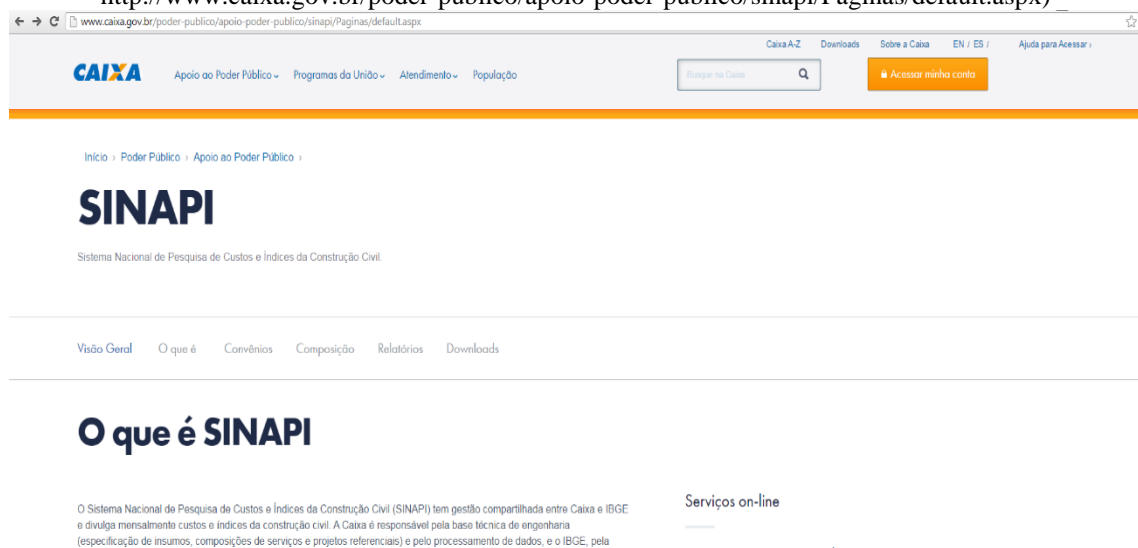 http://www.caixa.gov.br/poder-publico/apoio-poder-publico/sinapi/Paginas/default.aspx)
www.caixa.gov.br/poder-publico/apoio-poder-publico/sinapi/Paginas/default.aspx
Caixa A-Z Downloads Sobre a Caixa EN / ES / Ajuda para Acessar ›
CAIXA Apoio ao Poder Público Programas da União Atendimento População Busque na Caixa Acessar minha conta
Início › Poder Público › Apoio ao Poder Público ›
SINAPI
Sistema Nacional de Pesquisa de Custos e Índices da Construção Civil.
Visão Geral O que é Convênios Composição Relatórios Downloads
O que é SINAPI
Serviços on-line
O Sistema Nacional de Pesquisa de Custos e Índices da Construção Civil (SINAPI) tem gestão compartilhada entre Caixa e IBGE
e divulga mensalmente custos e índices da construção civil. A Caixa é responsável pela base técnica de engenharia
(especificação de insumos, composições de serviços e projetos referenciais) e pelo processamento de dados, e o IBGE, pela